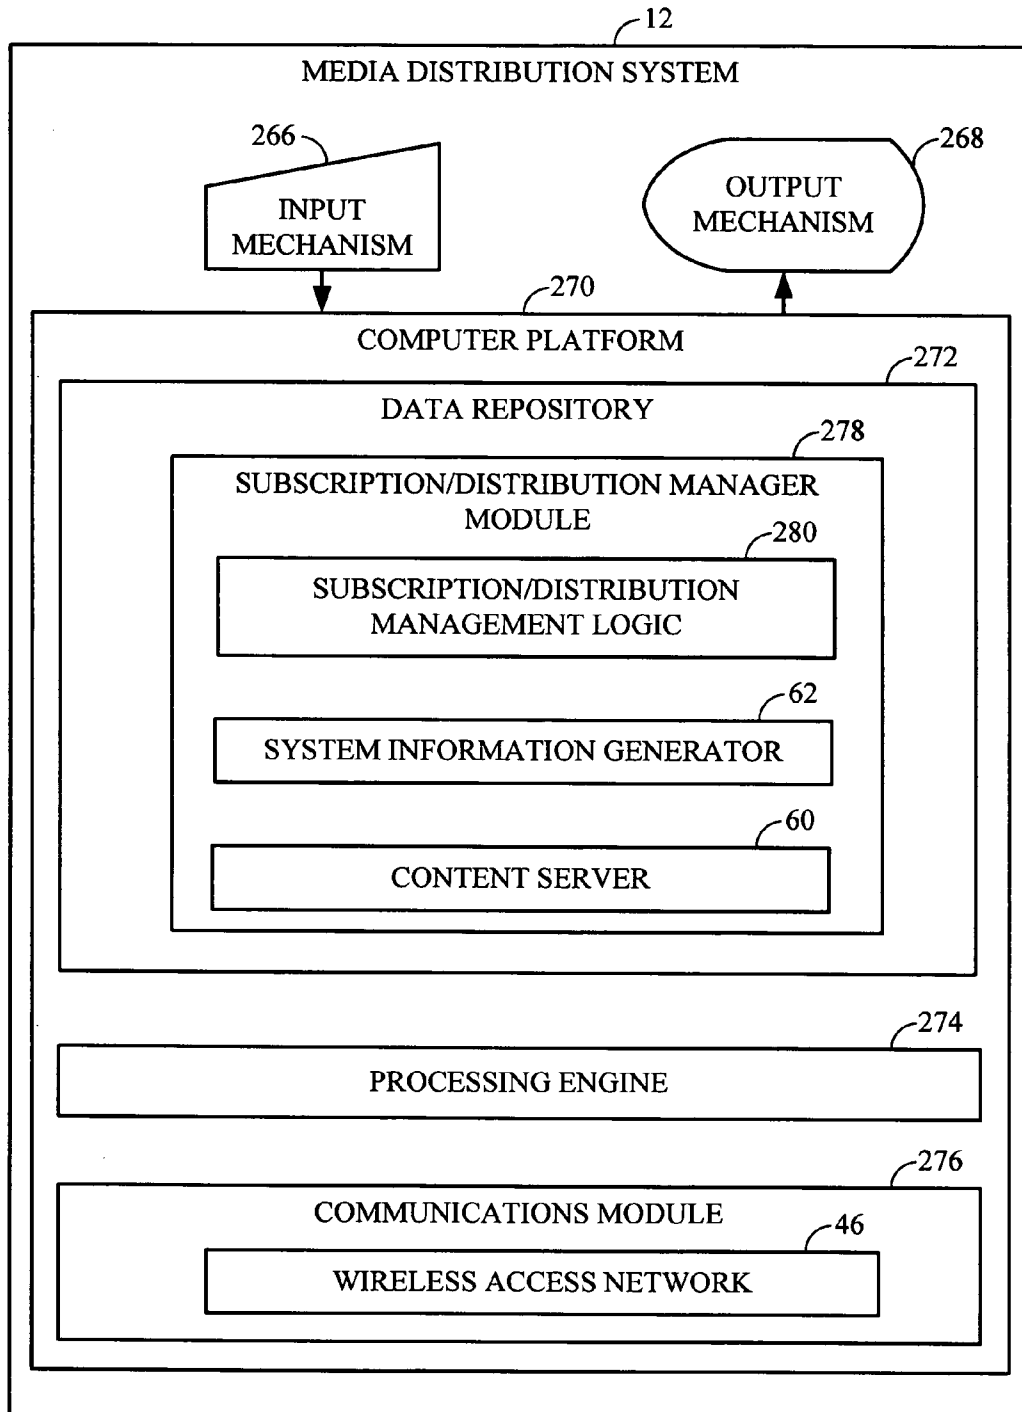 12
MEDIA DISTRIBUTION SYSTEM
266
268
INPUT
MECHANISM
OUTPUT
MECHANISM
270
COMPUTER PLATFORM
272
DATA REPOSITORY
278
SUBSCRIPTION/DISTRIBUTION MANAGER
MODULE
280
SUBSCRIPTION/DISTRIBUTION
MANAGEMENT LOGIC
62
SYSTEM INFORMATION GENERATOR
60
CONTENT SERVER
274
PROCESSING ENGINE
276
COMMUNICATIONS MODULE
46
WIRELESS ACCESS NETWORK